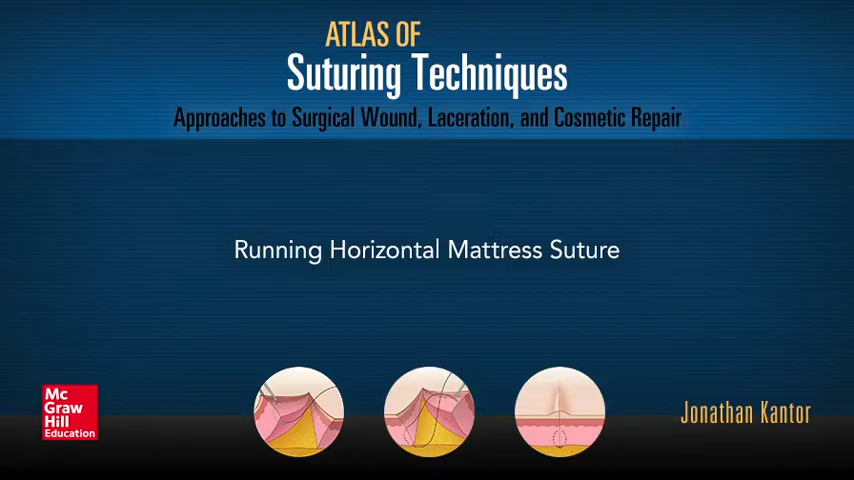 ATLAS OF
Suturing Techniques
Approaches to Surgical Wound, Laceration, and Cosmetic Repair
Running Horizontal Mattress Suture
Mc
Graw
Hill
Education
Jonathan Kantor